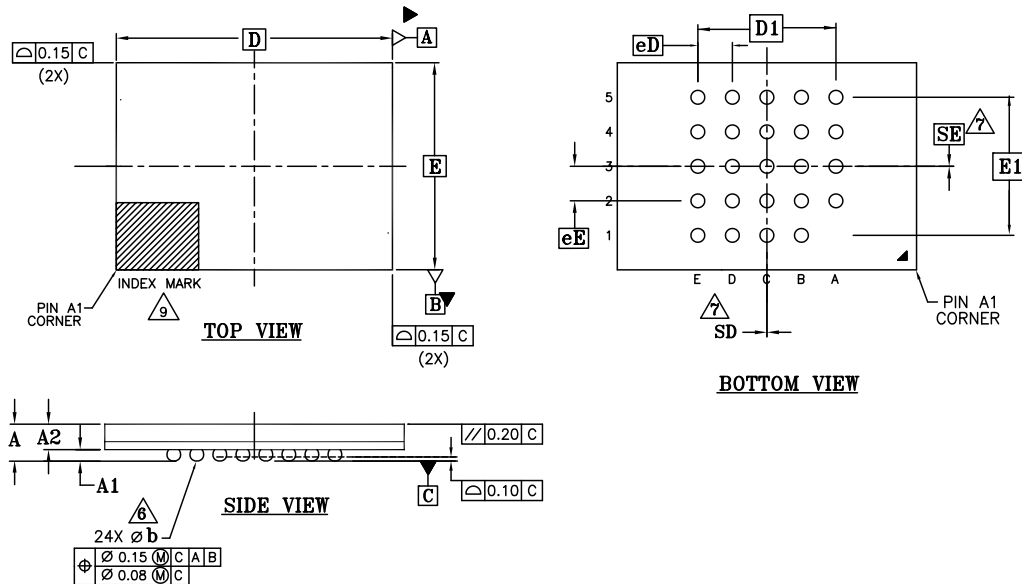 D
A
⌓ 0.15 C
(2X)
E
INDEX MARK
9
PIN A1
CORNER
B
TOP VIEW
⌓ 0.15 C
(2X)
D1
eD
5
4
3
2
1
7
SE
E1
eE
E D C B A
7
SD
PIN A1
CORNER
BOTTOM VIEW
A
A2
A1
// 0.20 C
C
⌓ 0.10 C
SIDE VIEW
6
24X Ø b
⌖ Ø 0.15 Ⓜ C A B
Ø 0.08 Ⓜ C